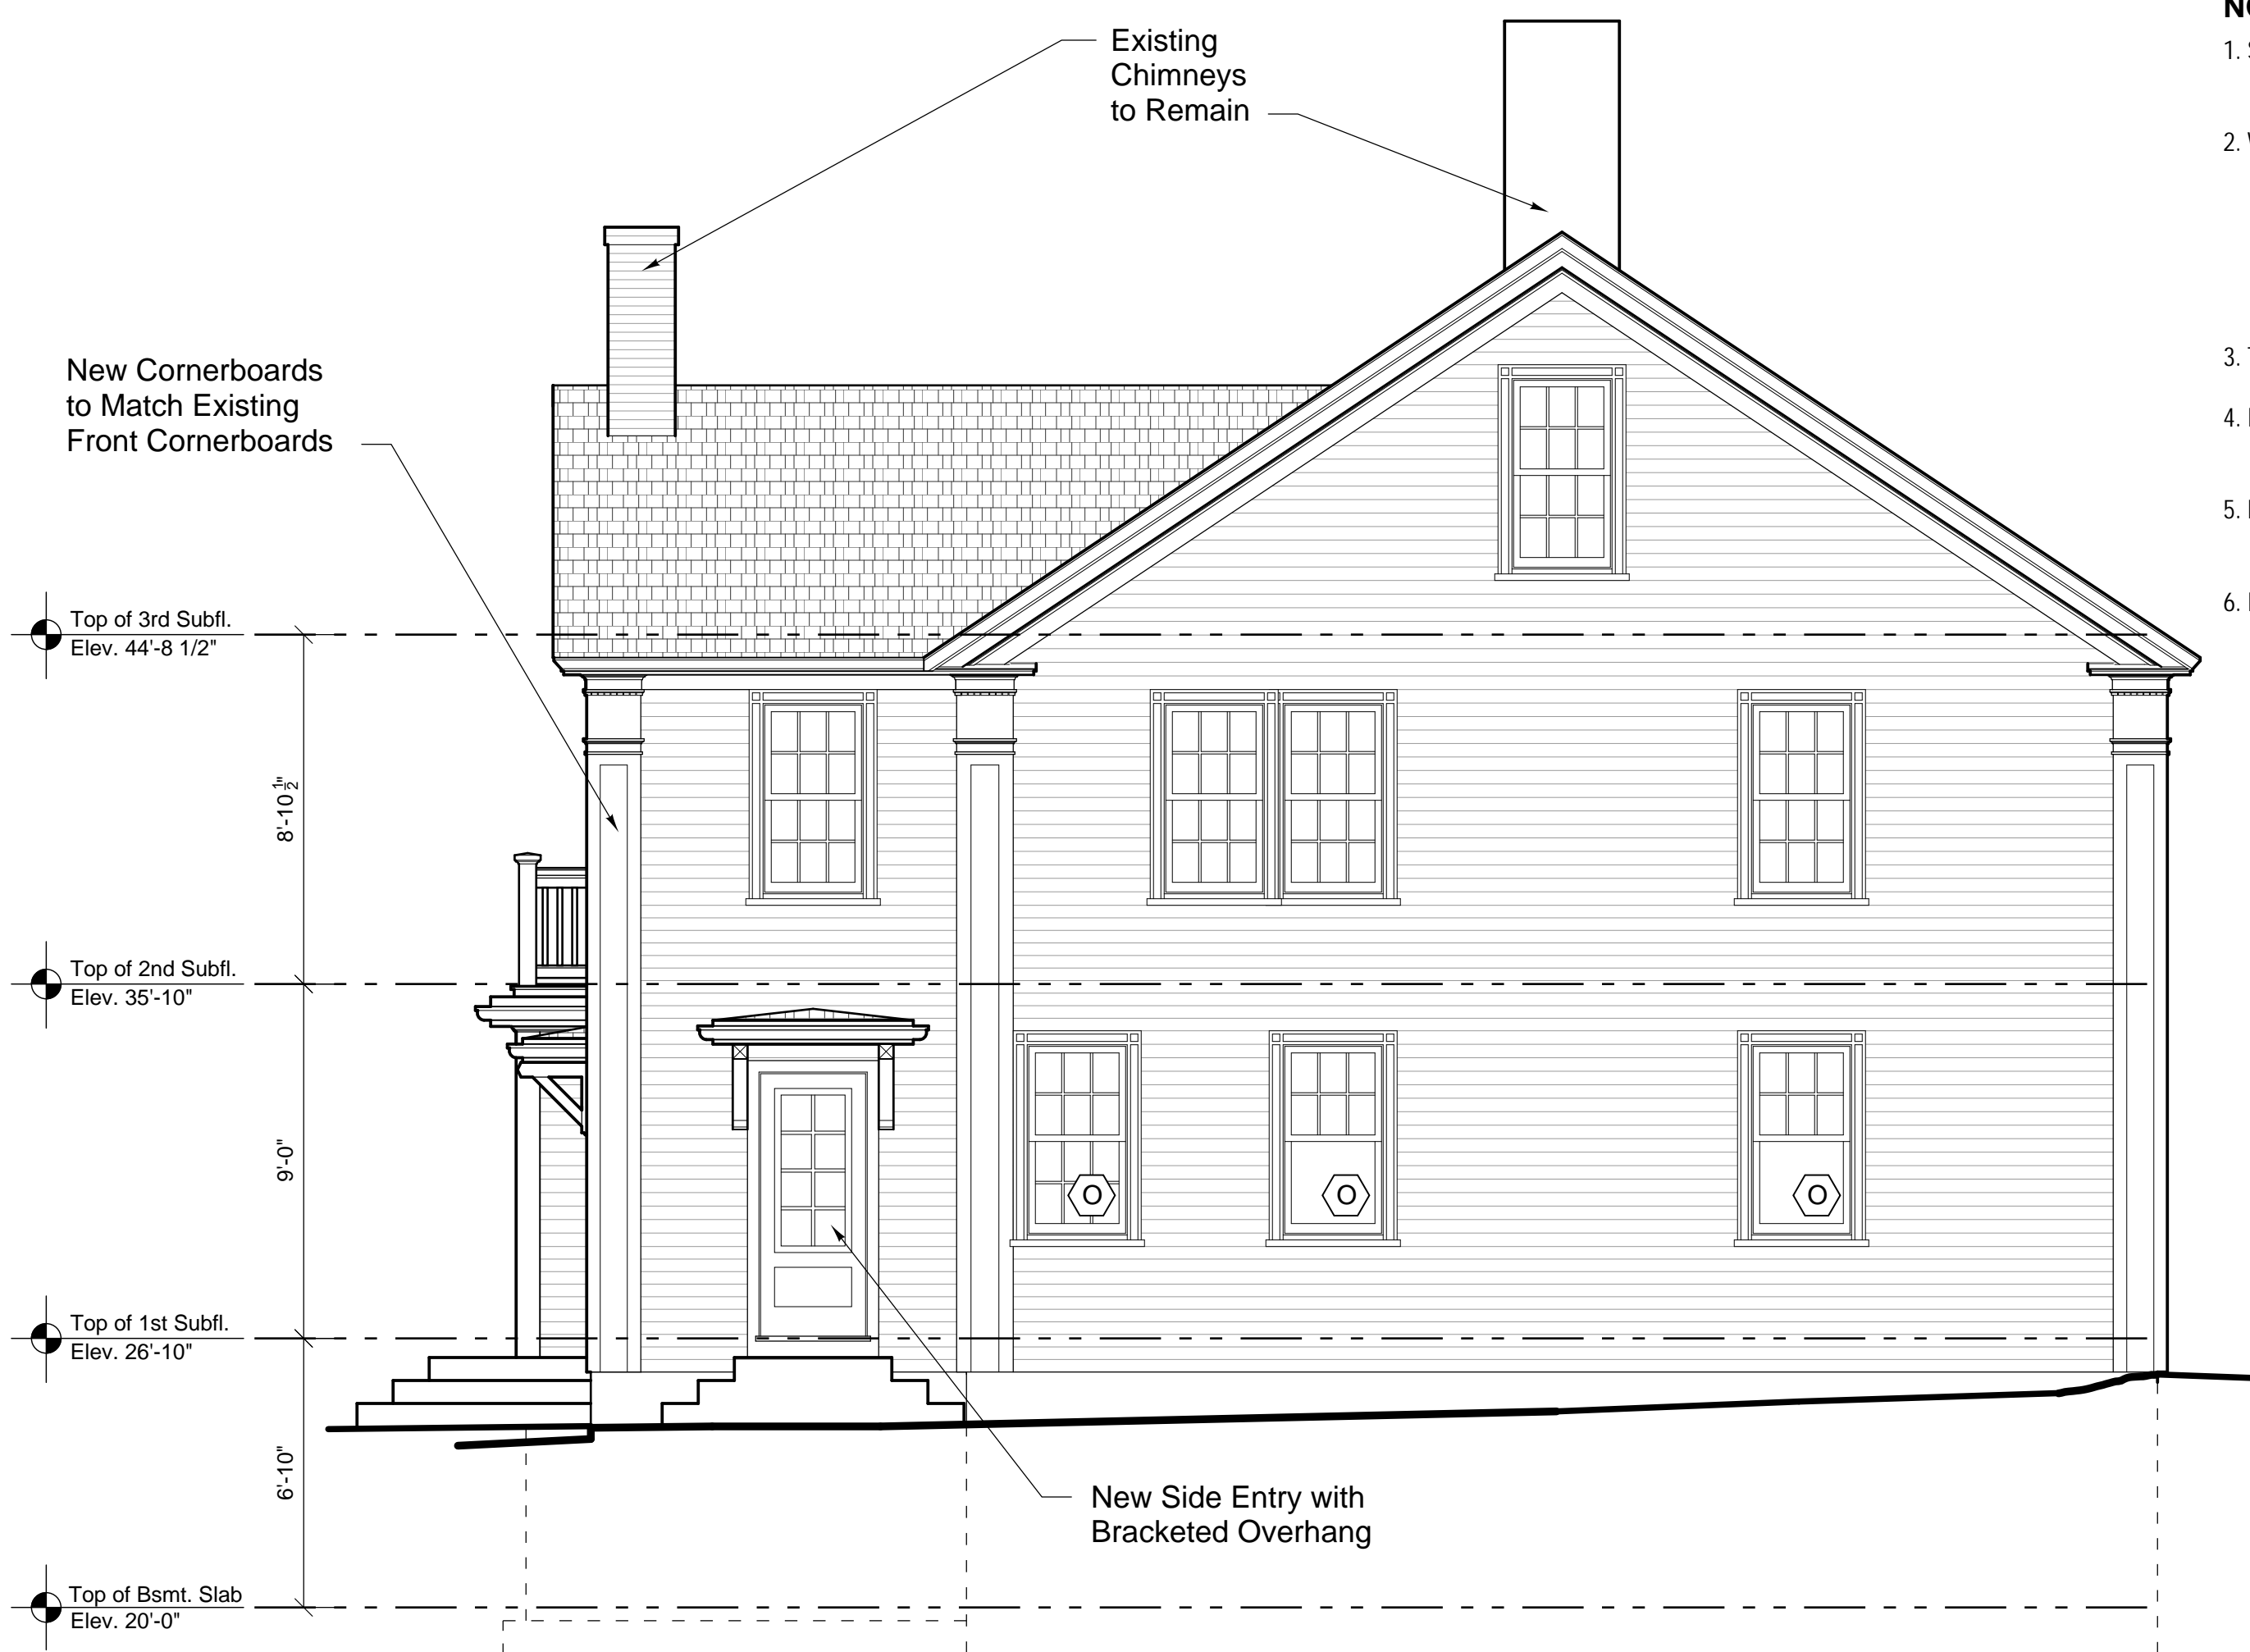 Existing
Chimneys
to Remain
New Cornerboards
to Match Existing
Front Cornerboards
Top of 3rd Subfl.
Elev. 44'-8 1/2"
8'-10 1/2"
Top of 2nd Subfl.
Elev. 35'-10"
9'-0"
O
O
O
Top of 1st Subfl.
Elev. 26'-10"
6'-10"
New Side Entry with
Bracketed Overhang
Top of Bsmt. Slab
Elev. 20'-0"
1.
2.
3.
4.
5.
6.